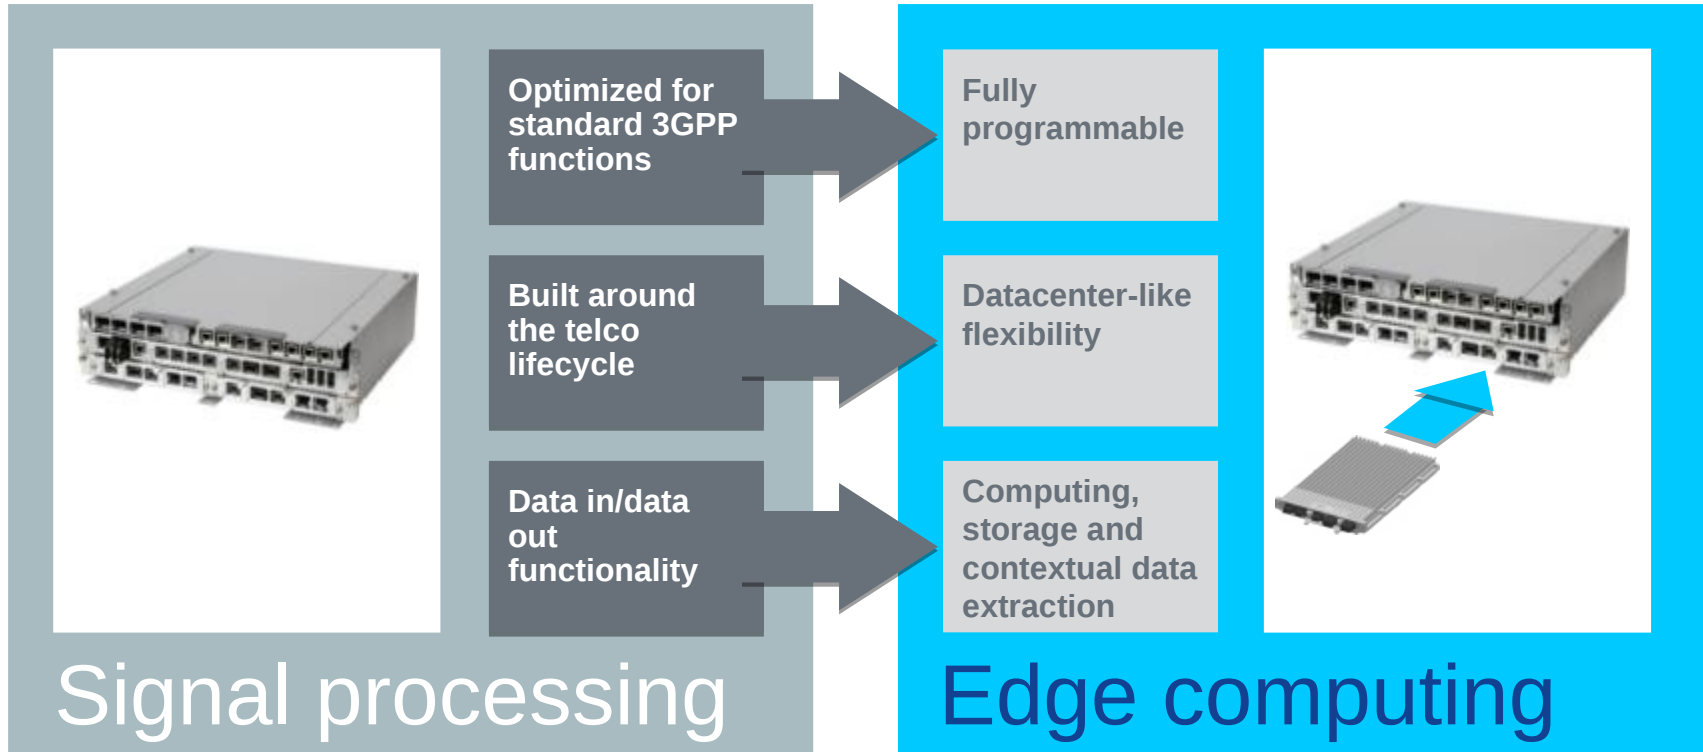 Optimized for
standard 3GPP
functions
Fully
programmable
Built around
the telco
lifecycle
Datacenter-like
flexibility
Data in/data
out
functionality
Computing,
storage and
contextual data
extraction
Signal processing
Edge computing